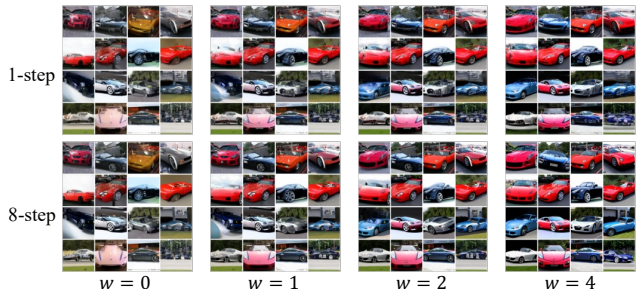 1-step
8-step
w = 0 w = 1 w = 2 w = 4